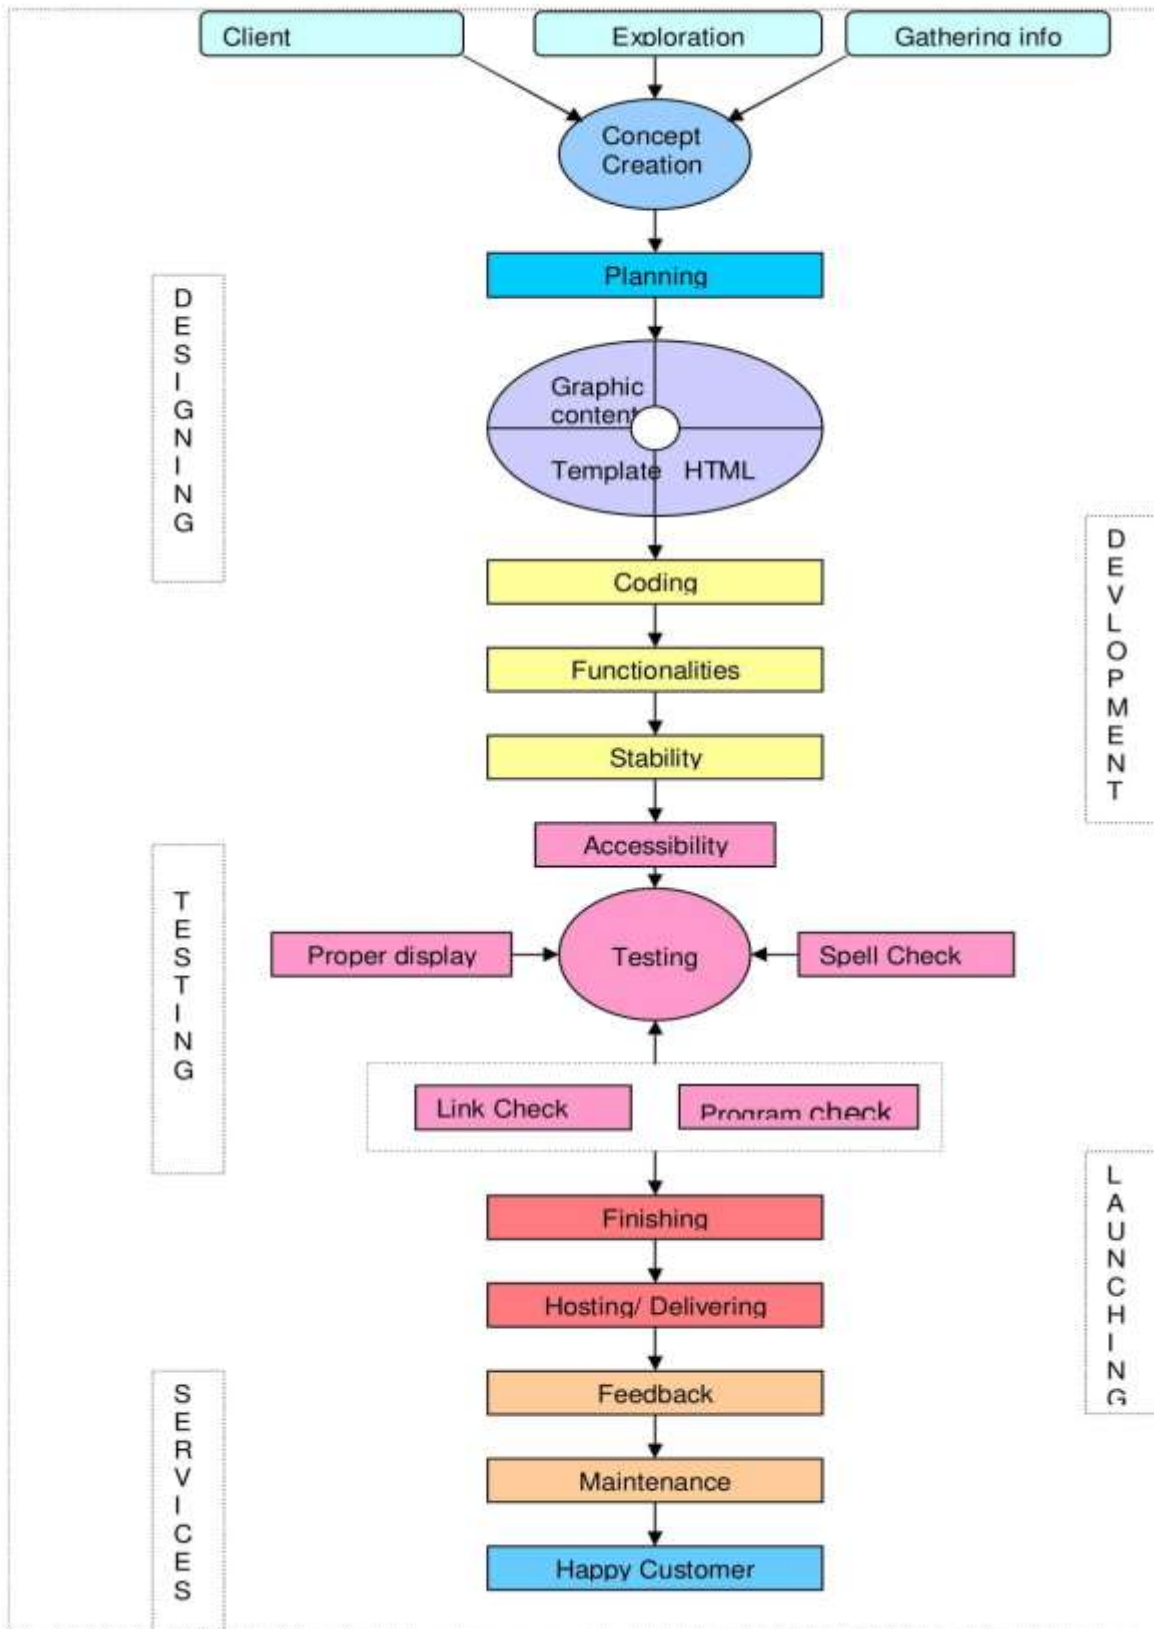 Client
Exploration
Gathering info
Concept
Creation
Planning
DESIGNING
Graphic
content
Template
HTML
Coding
DEVLOPMENT
Functionalities
Stability
Accessibility
TESTING
Proper display
Testing
Spell Check
Link Check
Program check
LAUNCHING
Finishing
Hosting/ Delivering
Feedback
SERVICES
Maintenance
Happy Customer